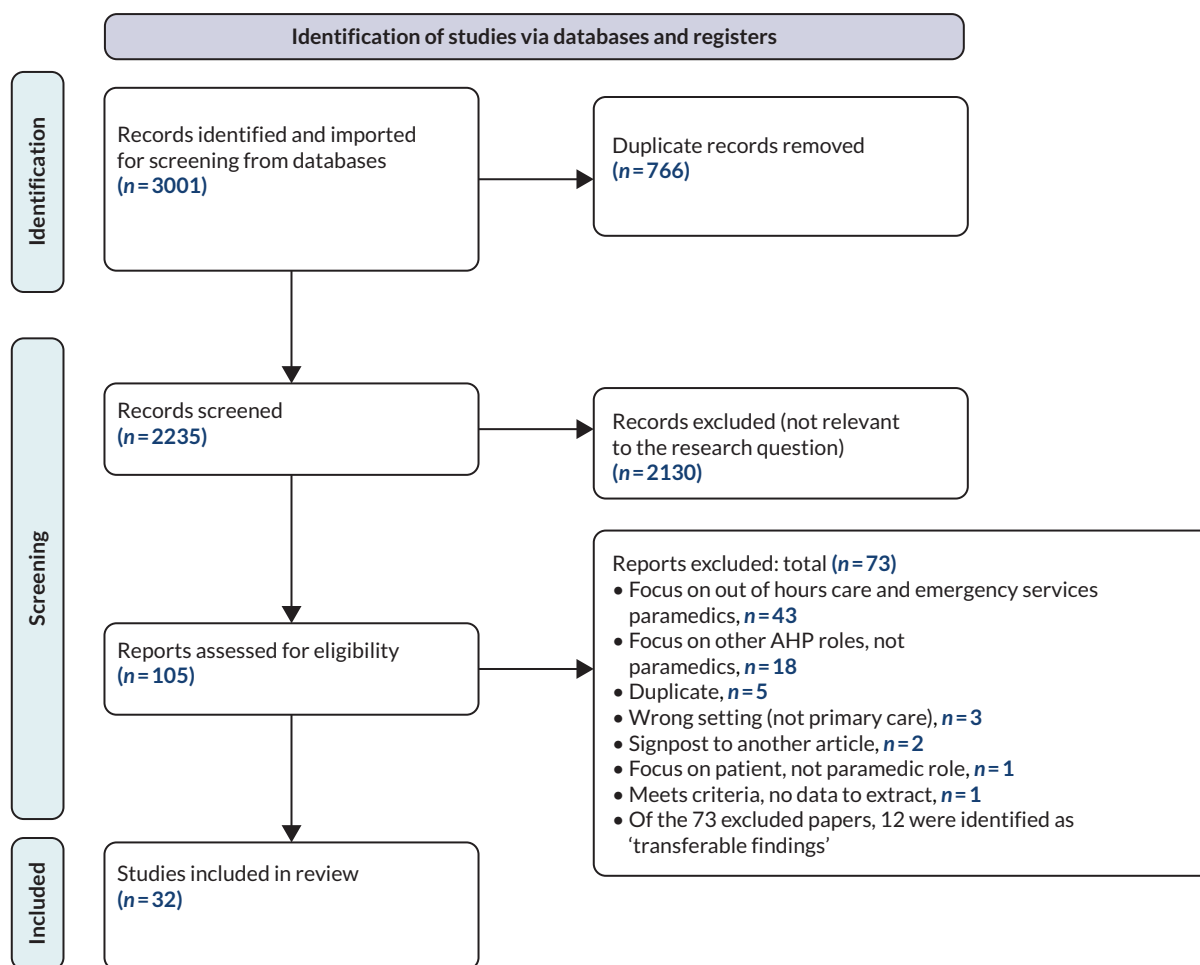 Identification of studies via databases and registers
Identification
Records identified and imported
for screening from databases
(n=3001)
Duplicate records removed
(n=766)
Screening
Records screened
(n=2235)
Records excluded (not relevant
to the research question)
(n=2130)
Reports assessed for eligibility
(n=105)
Reports excluded: total (n=73)
• Focus on out of hours care and emergency services
paramedics, n=43
• Focus on other AHP roles, not
paramedics, n=18
• Duplicate, n=5
• Wrong setting (not primary care), n=3
• Signpost to another article, n=2
• Focus on patient, not paramedic role, n=1
• Meets criteria, no data to extract, n=1
• Of the 73 excluded papers, 12 were identified as
‘transferable findings’
Included
Studies included in review
(n=32)